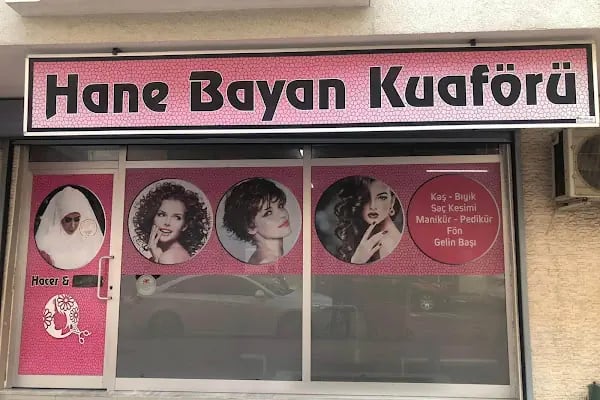 Hane Bayan Kuaförü
Kaş - Bıyık
Saç Kesimi
Manikür - Pedikür
Fön
Gelin Başı
Hacer &